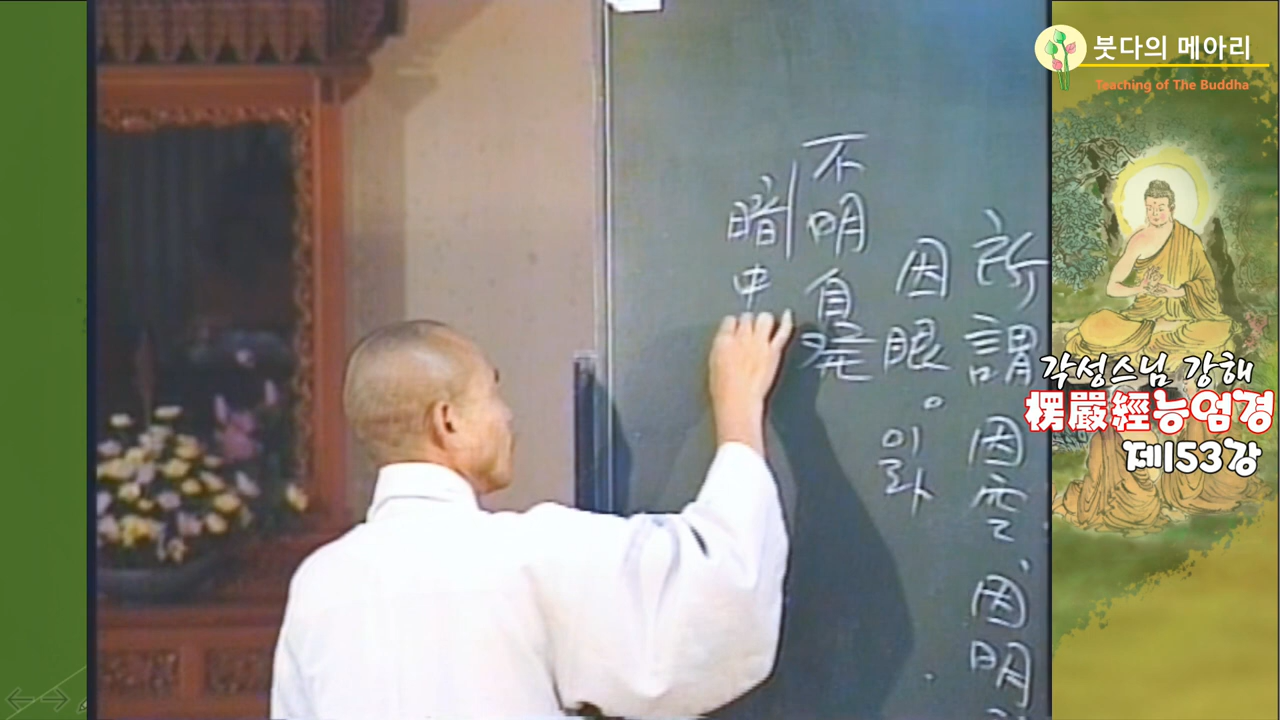 所謂因空、因明
因眼。이라
不明自発
暗中
붓다의 메아리
Teaching of The Buddha
각성스님 강해
楞嚴經능엄경
제153강